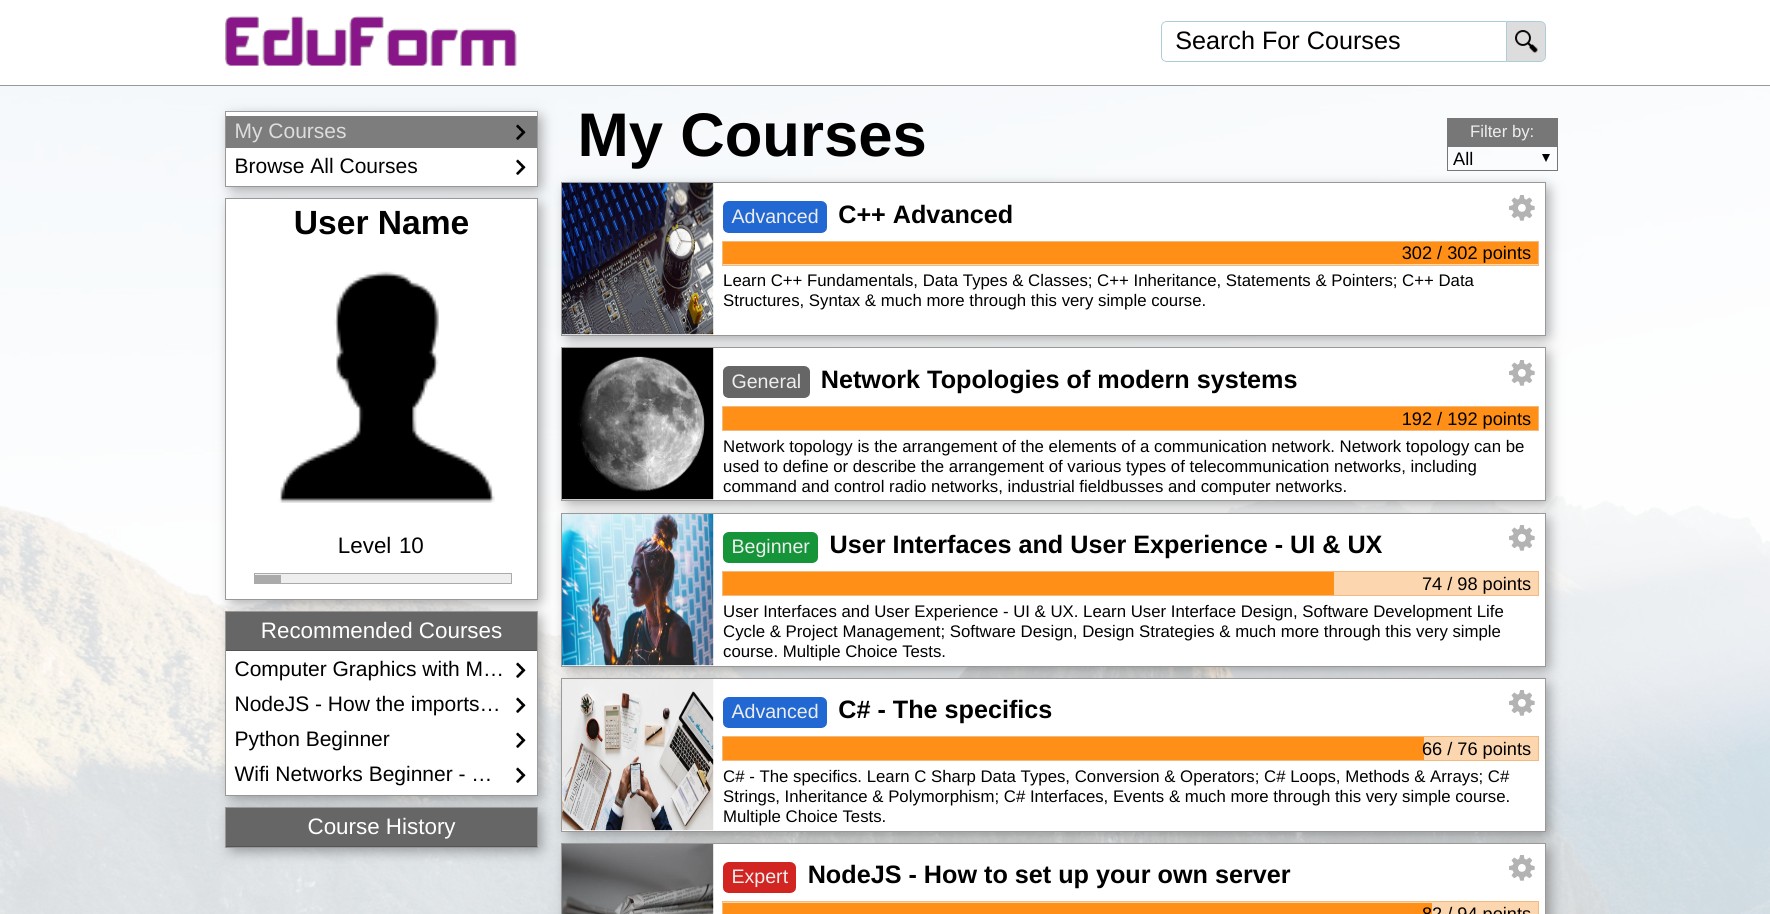 EduForm
Search For Courses
My Courses
Browse All Courses
User Name
Level 10
Recommended Courses
Computer Graphics with M...
NodeJS - How the imports...
Python Beginner
Wifi Networks Beginner - ...
Course History
My Courses
Filter by:
All
Advanced C++ Advanced
302 / 302 points
Learn C++ Fundamentals, Data Types & Classes; C++ Inheritance, Statements & Pointers; C++ Data
Structures, Syntax & much more through this very simple course.
General Network Topologies of modern systems
192 / 192 points
Network topology is the arrangement of the elements of a communication network. Network topology can be
used to define or describe the arrangement of various types of telecommunication networks, including
command and control radio networks, industrial fieldbusses and computer networks.
Beginner User Interfaces and User Experience - UI & UX
74 / 98 points
User Interfaces and User Experience - UI & UX. Learn User Interface Design, Software Development Life
Cycle & Project Management; Software Design, Design Strategies & much more through this very simple
course. Multiple Choice Tests.
Advanced C# - The specifics
66 / 76 points
C# - The specifics. Learn C Sharp Data Types, Conversion & Operators; C# Loops, Methods & Arrays; C#
Strings, Inheritance & Polymorphism; C# Interfaces, Events & much more through this very simple course.
Multiple Choice Tests.
Expert NodeJS - How to set up your own server
82 / 94 points